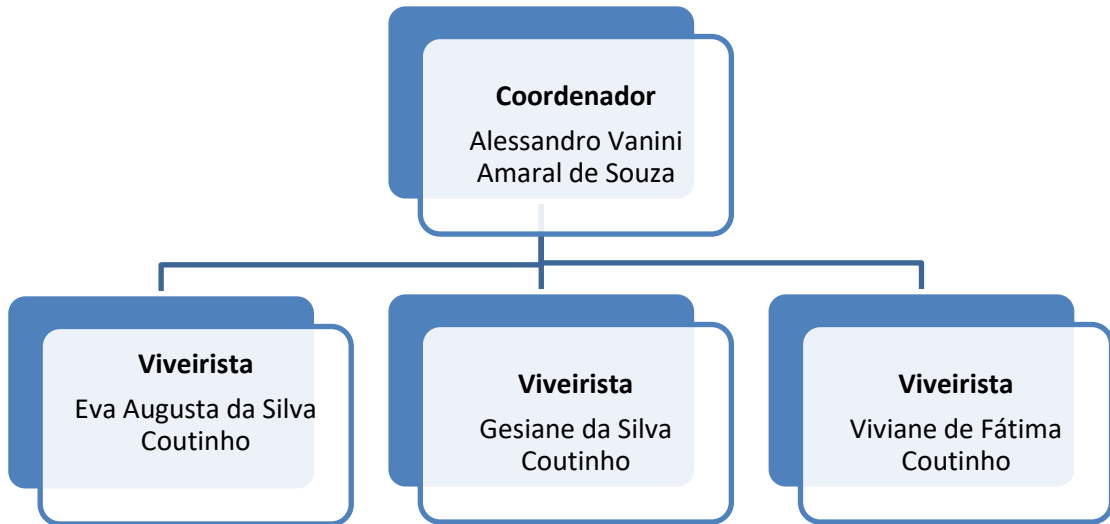 Coordenador
Alessandro Vanini
Amaral de Souza
Viveirista
Eva Augusta da Silva
Coutinho
Viveirista
Gesiane da Silva
Coutinho
Viveirista
Viviane de Fátima
Coutinho